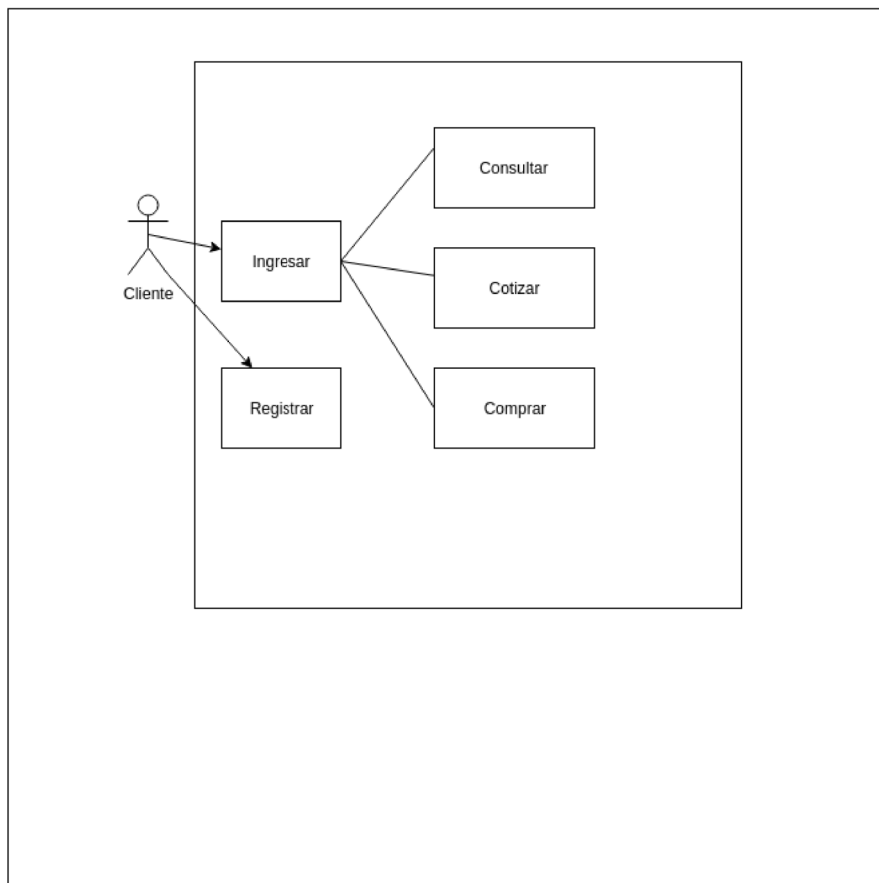 Consultar
Ingresar
Cotizar
Cliente
Registrar
Comprar